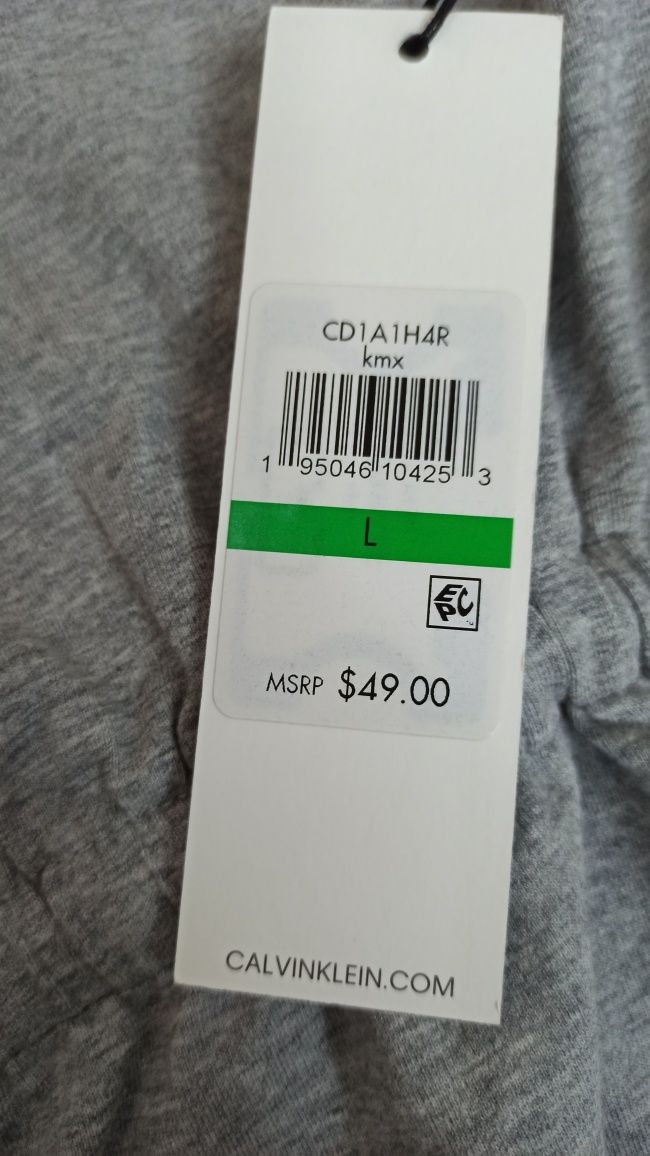 CD1A1H4R
kmx
1 95046 10425 3
L
EPC
MSRP $49.00
CALVINKLEIN.COM